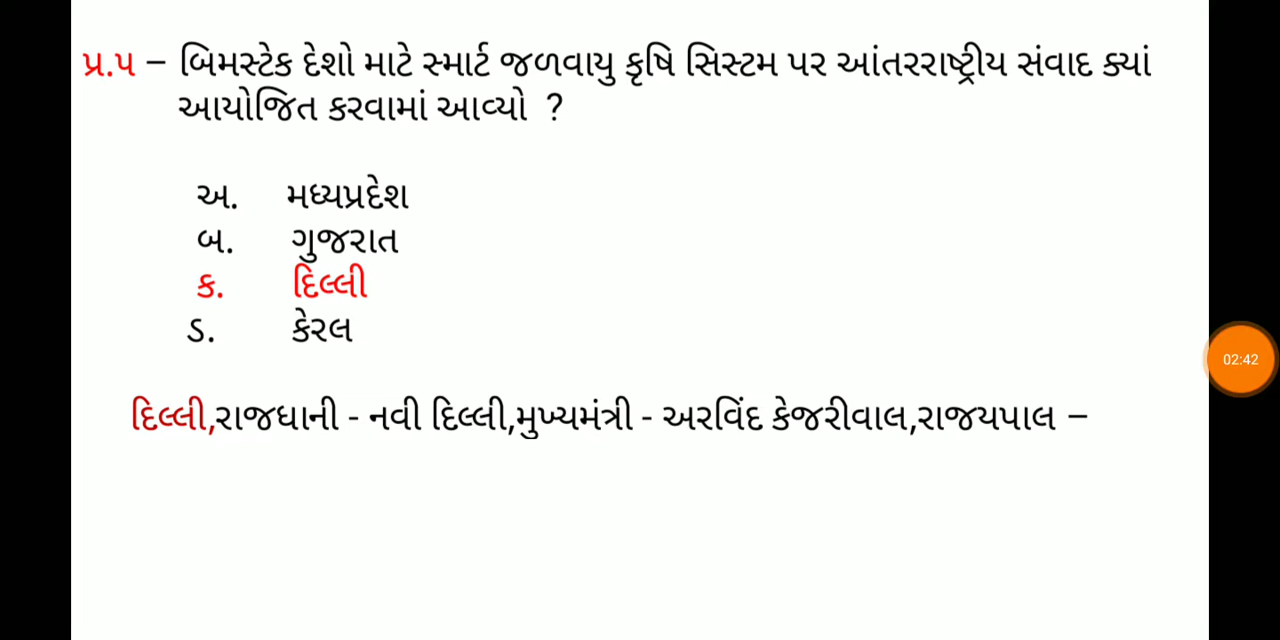 પ્ર.૫ – બિમસ્ટેક દેશો માટે સ્માર્ટ જળવાયુ કૃષિ સિસ્ટમ પર આંતરરાષ્ટ્રીય સંવાદ ક્યાં
આયોજિત કરવામાં આવ્યો ?
અ. મધ્યપ્રદેશ
બ. ગુજરાત
ક. દિલ્લી
ડ. કેરલ
દિલ્લી,રાજધાની - નવી દિલ્લી,મુખ્યમંત્રી - અરવિંદ કેજરીવાલ,રાજયપાલ –
02:42